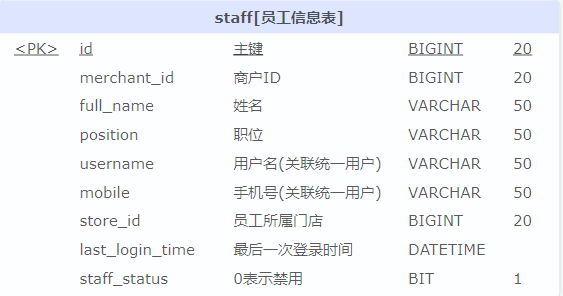 staff[员工信息表]
<PK> id 主键 BIGINT 20
merchant_id 商户ID BIGINT 20
full_name 姓名 VARCHAR 50
position 职位 VARCHAR 50
username 用户名(关联统一用户) VARCHAR 50
mobile 手机号(关联统一用户) VARCHAR 50
store_id 员工所属门店 BIGINT 20
last_login_time 最后一次登录时间 DATETIME
staff_status 0表示禁用 BIT 1